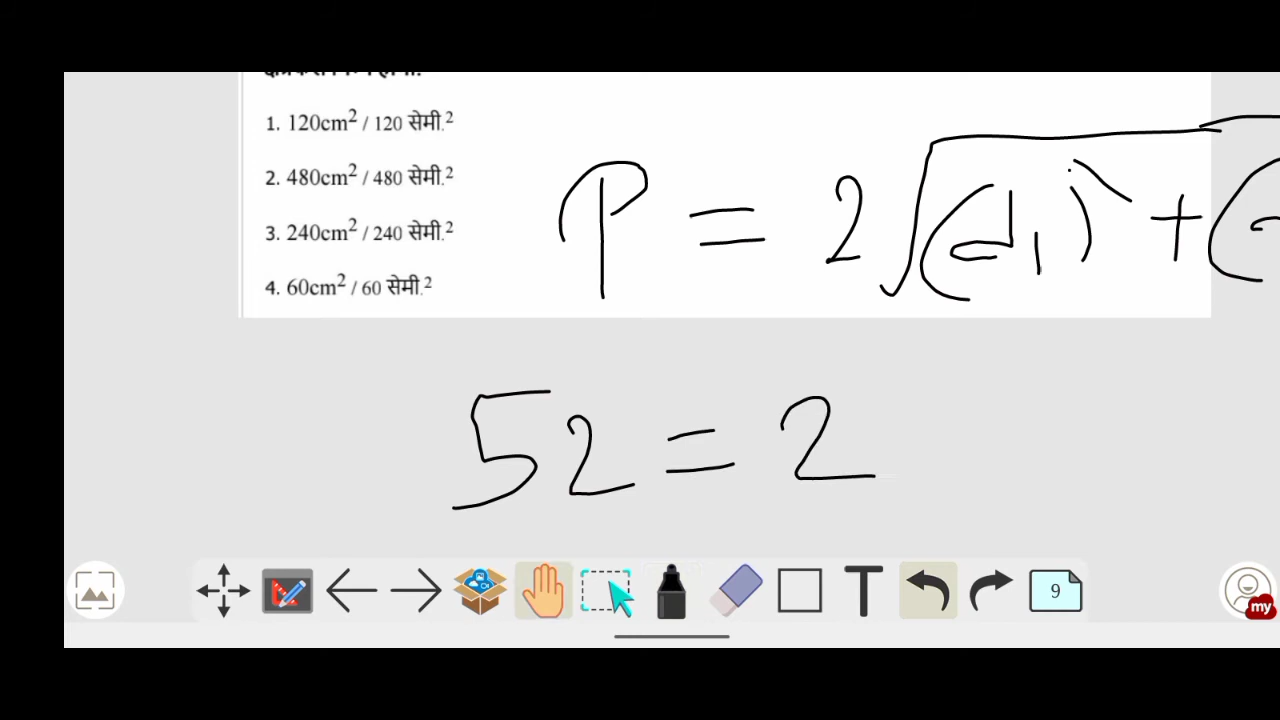 1. 120cm² / 120 सेमी.²
2. 480cm² / 480 सेमी.²
3. 240cm² / 240 सेमी.²
4. 60cm² / 60 सेमी.²
P = 2√(d₁)² + (
52 = 2
T
9
my